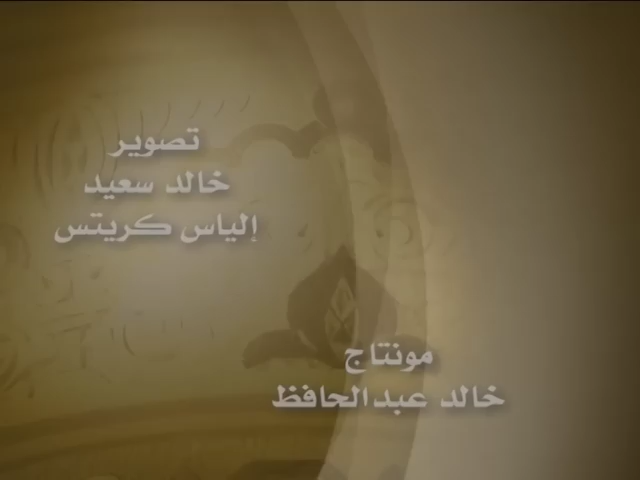 تصوير
خالد سعيد
إلياس كريتس
مونتاج
خالد عبدالحافظ